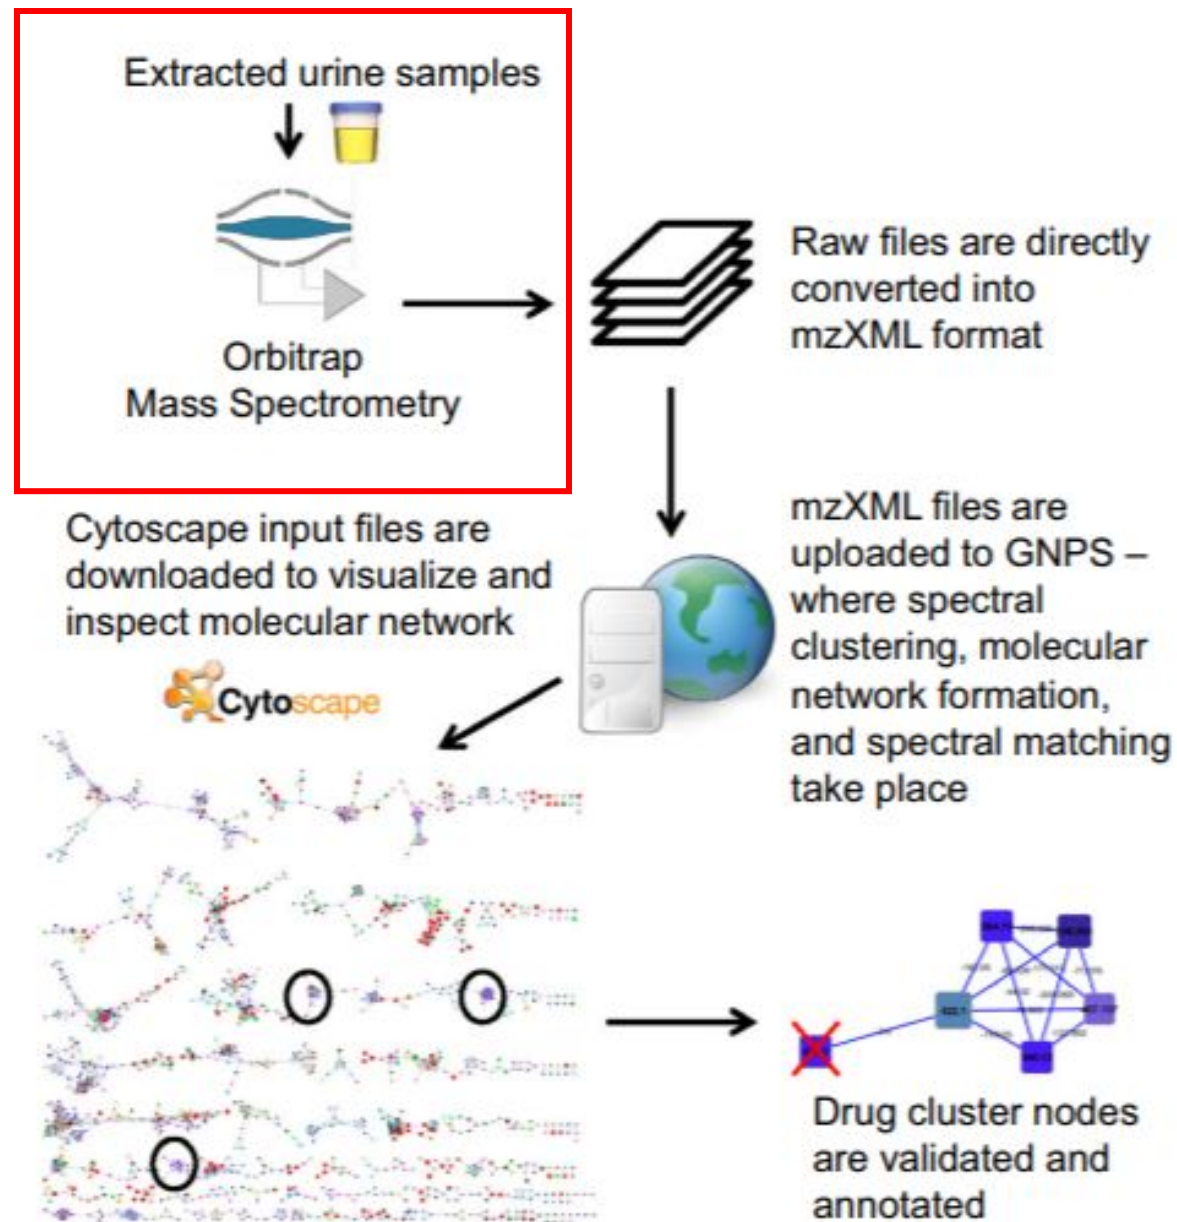 Extracted urine samples
Orbitrap
Mass Spectrometry
Raw files are directly
converted into
mzXML format
mzXML files are
uploaded to GNPS –
where spectral
clustering, molecular
network formation,
and spectral matching
take place
Cytoscape input files are
downloaded to visualize and
inspect molecular network
Cytoscape
Drug cluster nodes
are validated and
annotated